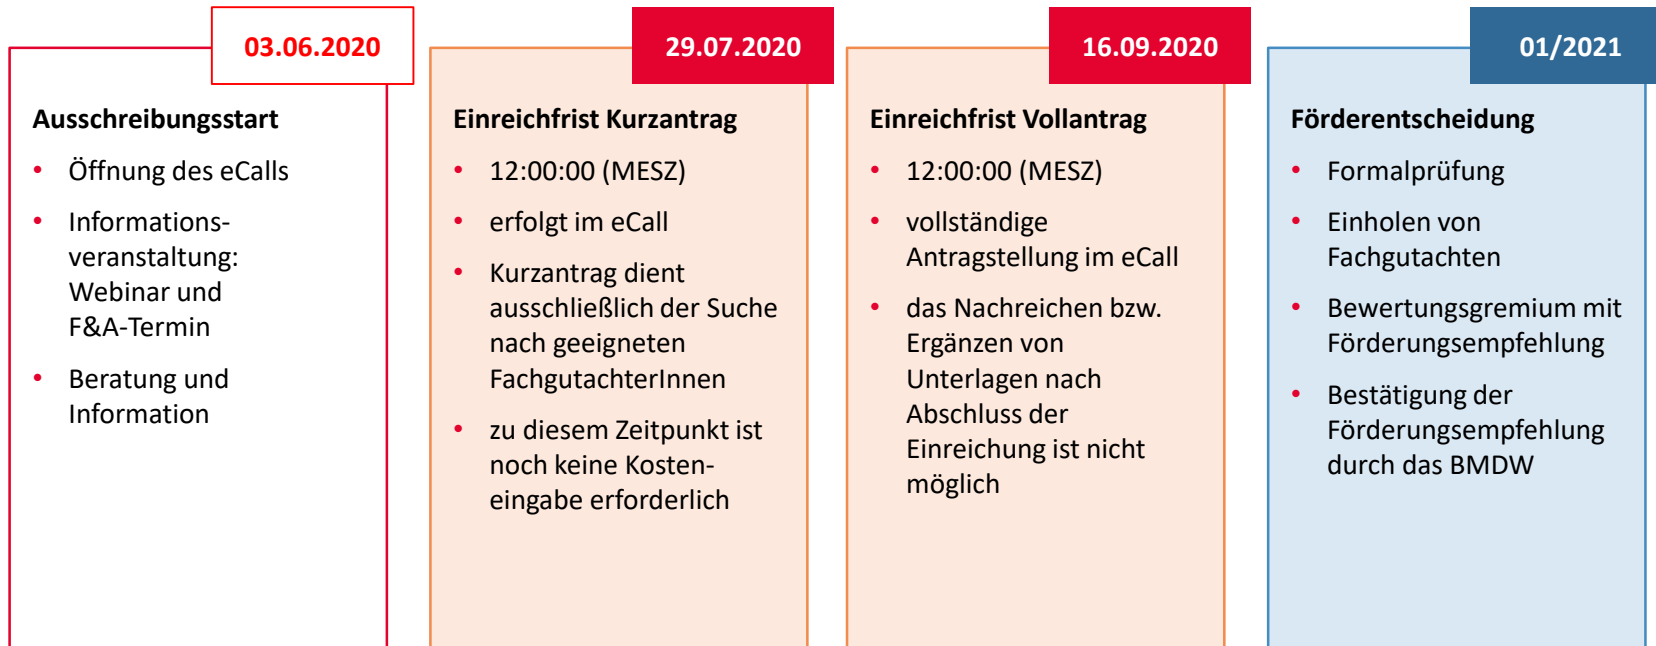 03.06.2020
Ausschreibungsstart
• Öffnung des eCalls
• Informations-
veranstaltung:
Webinar und
F&A-Termin
• Beratung und
Information
29.07.2020
Einreichfrist Kurzantrag
• 12:00:00 (MESZ)
• erfolgt im eCall
• Kurzantrag dient
ausschließlich der Suche
nach geeigneten
FachgutachterInnen
• zu diesem Zeitpunkt ist
noch keine Kosten-
eingabe erforderlich
16.09.2020
Einreichfrist Vollantrag
• 12:00:00 (MESZ)
• vollständige
Antragstellung im eCall
• das Nachreichen bzw.
Ergänzen von
Unterlagen nach
Abschluss der
Einreichung ist nicht
möglich
01/2021
Förderentscheidung
• Formalprüfung
• Einholen von
Fachgutachten
• Bewertungsgremium mit
Förderungsempfehlung
• Bestätigung der
Förderungsempfehlung
durch das BMDW